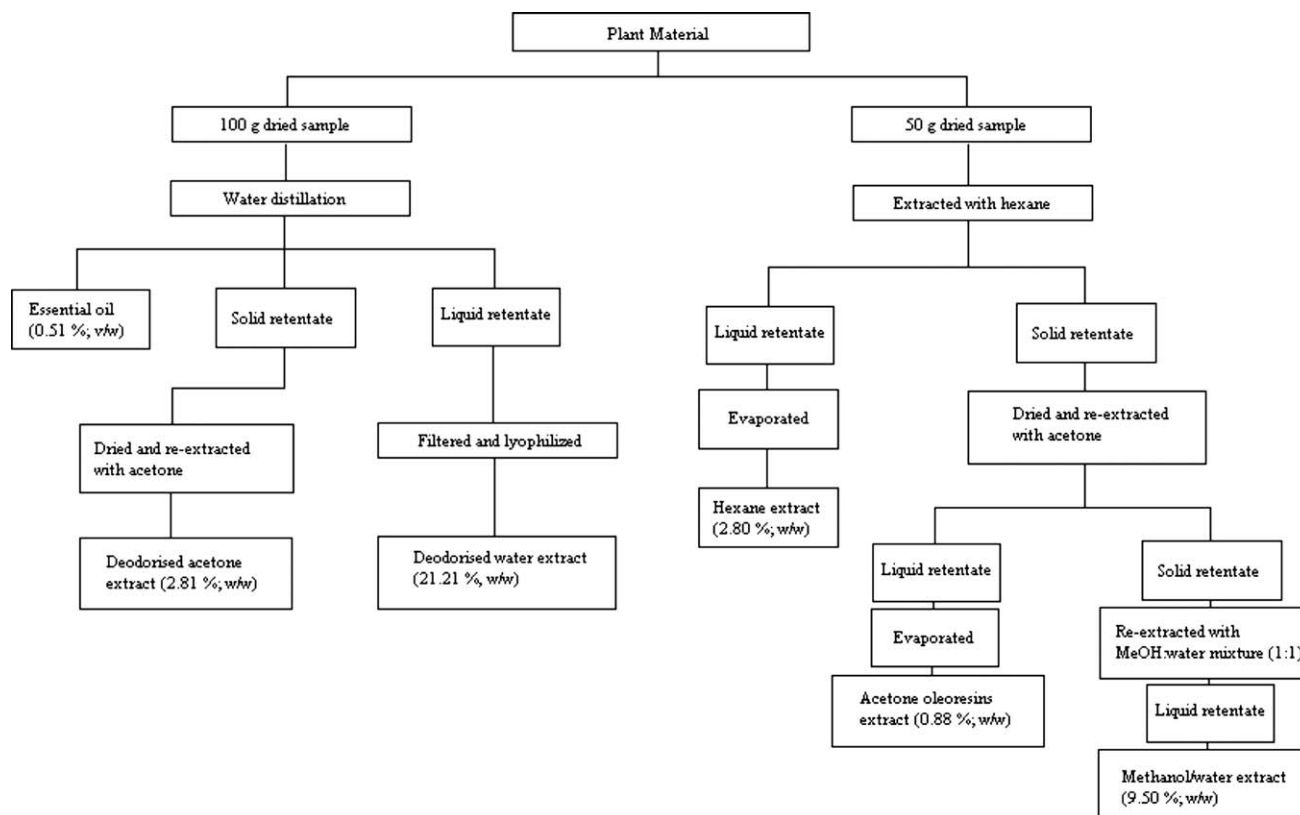 Plant Material
100 g dried sample
50 g dried sample
Water distillation
Extracted with hexane
Essential oil
(0.51 %; v/w)
Solid retentate
Liquid retentate
Liquid retentate
Solid retentate
Dried and re-extracted
with acetone
Filtered and lyophilized
Evaporated
Dried and re-extracted
with acetone
Deodorised acetone
extract (2.81 %; w/w)
Deodorised water extract
(21.21 %, w/w)
Hexane extract
(2.80 %; w/w)
Liquid retentate
Solid retentate
Evaporated
Re-extracted with
MeOH:water mixture (1:1)
Acetone oleoresins
extract (0.88 %; w/w)
Liquid retentate
Methanol/water extract
(9.50 %; w/w)